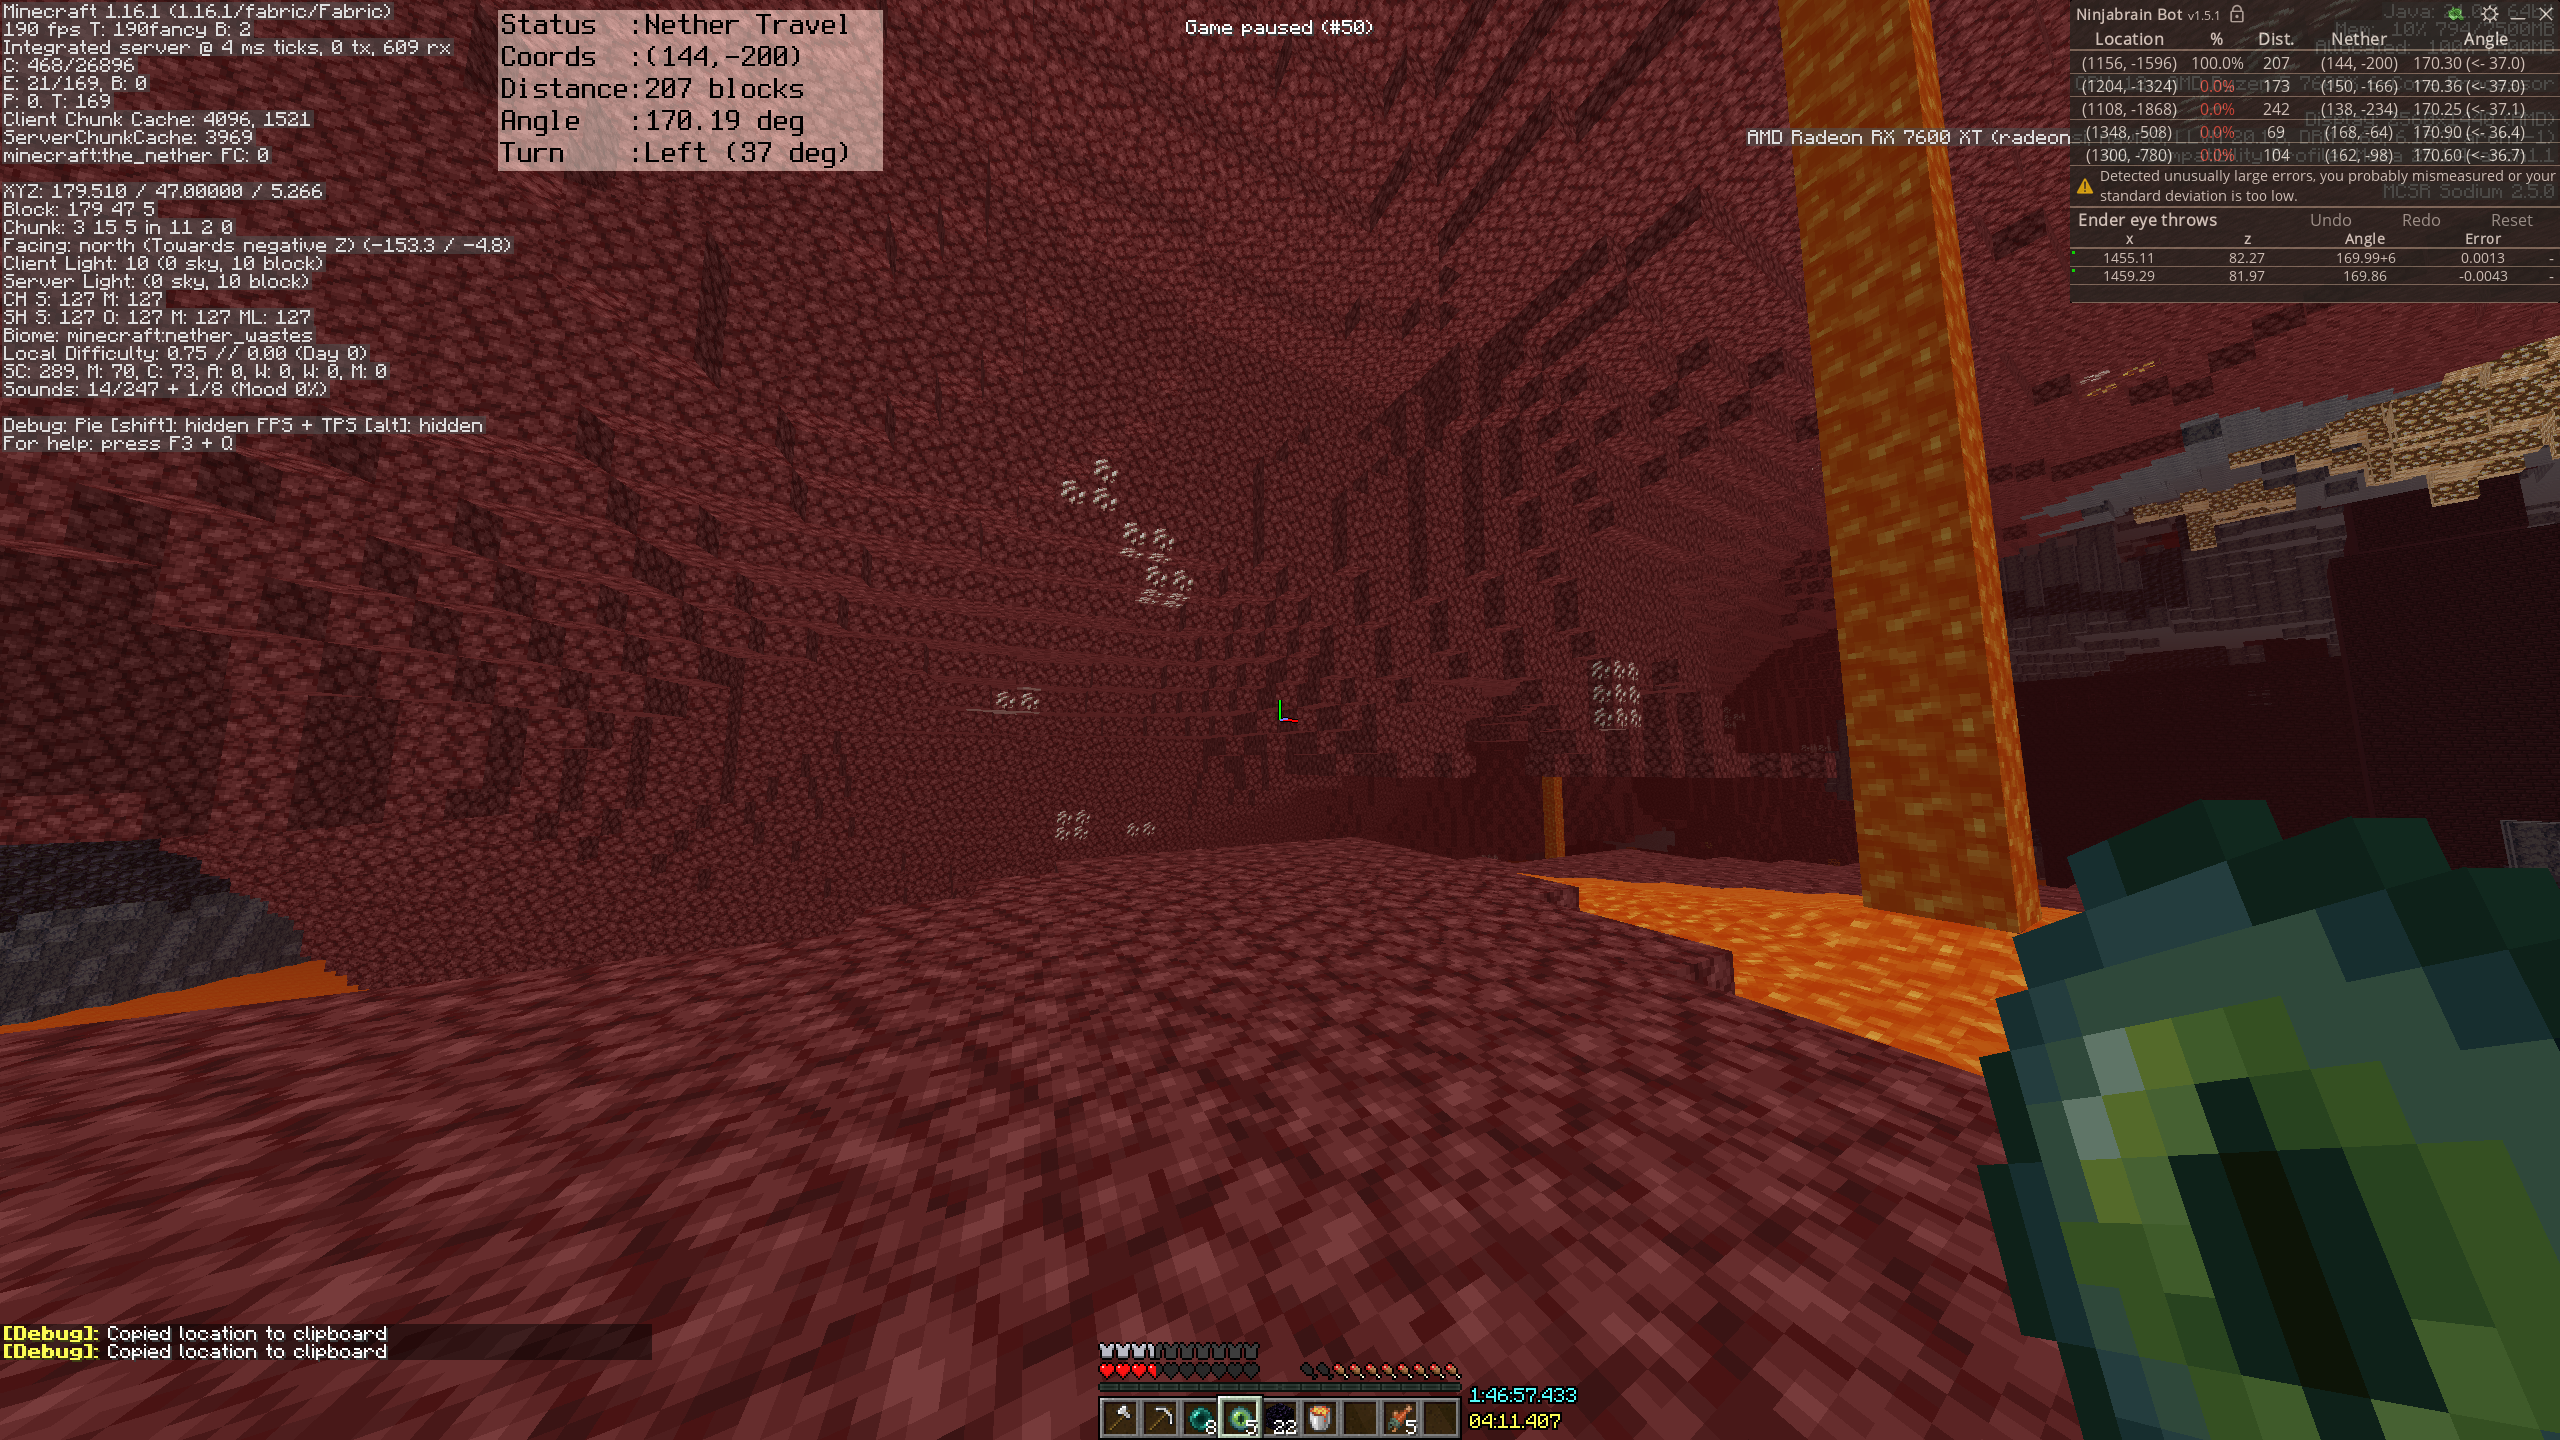 Minecraft 1.16.1 (1.16.1/fabric/Fabric)
190 fps T: 190fancy B: 2
Integrated server @ 4 ms ticks, 0 tx, 609 rx
C: 468/26896
E: 21/169, B: 0
P: 0. T: 169
Client Chunk Cache: 4096, 1521
ServerChunkCache: 3969
minecraft:the_nether FC: 0
XYZ: 179.510 / 47.00000 / 5.266
Block: 179 47 5
Chunk: 3 15 5 in 11 2 0
Facing: north (Towards negative Z) (-153.3 / -4.8)
Client Light: 10 (0 sky, 10 block)
Server Light: (0 sky, 10 block)
CH S: 127 M: 127
SH S: 127 O: 127 M: 127 ML: 127
Biome: minecraft:nether_wastes
Local Difficulty: 0.75 // 0.00 (Day 0)
SC: 289, M: 70, C: 73, A: 0, W: 0, W: 0, M: 0
Sounds: 14/247 + 1/8 (Mood 0%)
Debug: Pie [shift]: hidden FPS + TPS [alt]: hidden
For help: press F3 + Q
Status :Nether Travel
Coords :(144,-200)
Distance:207 blocks
Angle :170.19 deg
Turn :Left (37 deg)
Game paused (#50)
AMD Radeon RX 7600 XT (radeon
Ninjabrain Bot v1.5.1
Location % Dist. Nether Angle
(1156, -1596) 100.0% 207 (144, -200) 170.30 (<- 37.0)
(1204, -1324) 0.0% 173 (150, -166) 170.36 (<- 37.0)
(1108, -1868) 0.0% 242 (138, -234) 170.25 (<- 37.1)
(1348, -508) 0.0% 69 (168, -64) 170.90 (<- 36.4)
(1300, -780) 0.0% 104 (162, -98) 170.60 (<- 36.7)
Detected unusually large errors, you probably mismeasured or your
standard deviation is too low.
MCSR Sodium 2.5.0
Ender eye throws Undo Redo Reset
x z Angle Error
1455.11 82.27 169.99+6 0.0013 -
1459.29 81.97 169.86 -0.0043 -
[Debug]: Copied location to clipboard
[Debug]: Copied location to clipboard
8 5 22 5
1:46:57.433
04:11.407